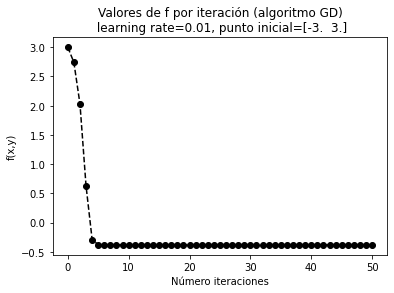 Valores de f por iteración (algoritmo GD)
learning rate=0.01, punto inicial=[-3. 3.]
3.0
2.5
2.0
1.5
1.0
0.5
0.0
−0.5
f(x,y)
0 10 20 30 40 50
Número iteraciones